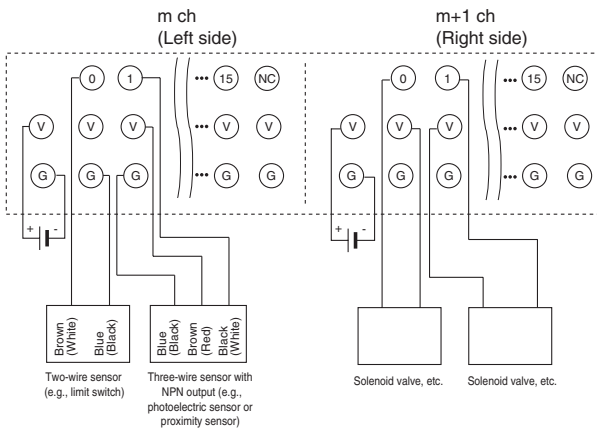 m ch
(Left side)
m+1 ch
(Right side)
0 1 ••• 15 NC
0 1 ••• 15 NC
V V V ••• V V
V V V ••• V V
G G G ••• G G
G G G ••• G G
+ -
+ -
Brown
(White)
Blue
(Black)
Blue
(Black)
Brown
(Red)
Black
(White)
Two-wire sensor
(e.g., limit switch)
Three-wire sensor with
NPN output (e.g.,
photoelectric sensor or
proximity sensor)
Solenoid valve, etc.
Solenoid valve, etc.